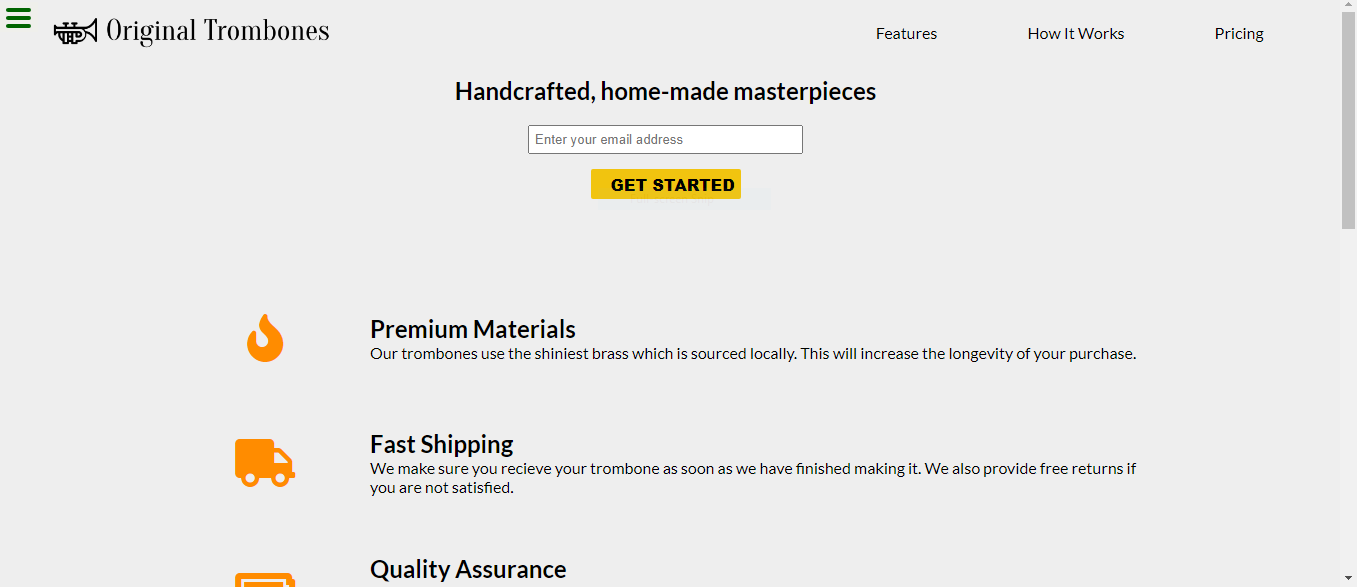 Original Trombones
Features
How It Works
Pricing
Handcrafted, home-made masterpieces
Enter your email address
GET STARTED
Premium Materials
Our trombones use the shiniest brass which is sourced locally. This will increase the longevity of your purchase.
Fast Shipping
We make sure you recieve your trombone as soon as we have finished making it. We also provide free returns if
you are not satisfied.
Quality Assurance